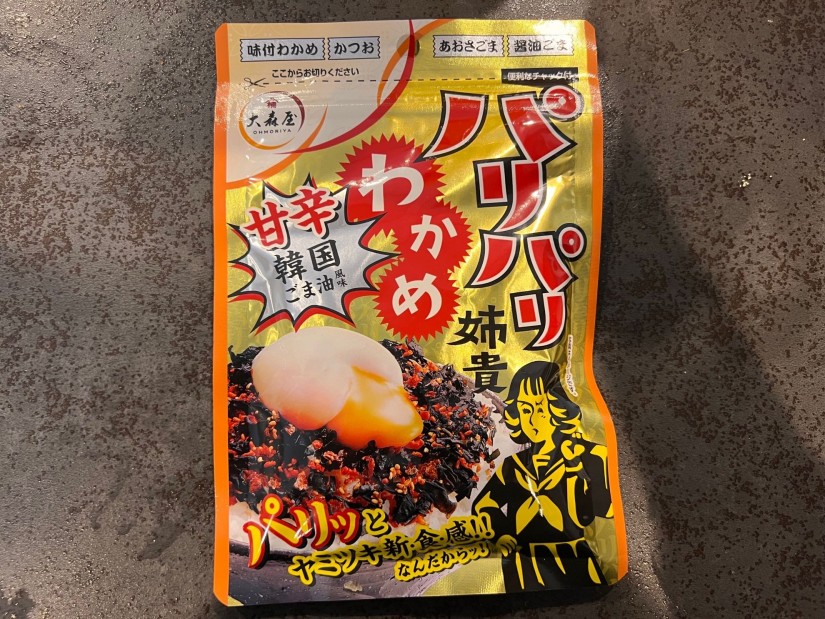 味付わかめ かつお あおさごま 醤油ごま
ここからお切りください
便利なチャック付
大森屋
OHMORIYA
パリパリ
わかめ
姉貴
甘辛
韓国
ごま油風味
パリッと
ヤミツキ新・食・感!!
なんだからッ!